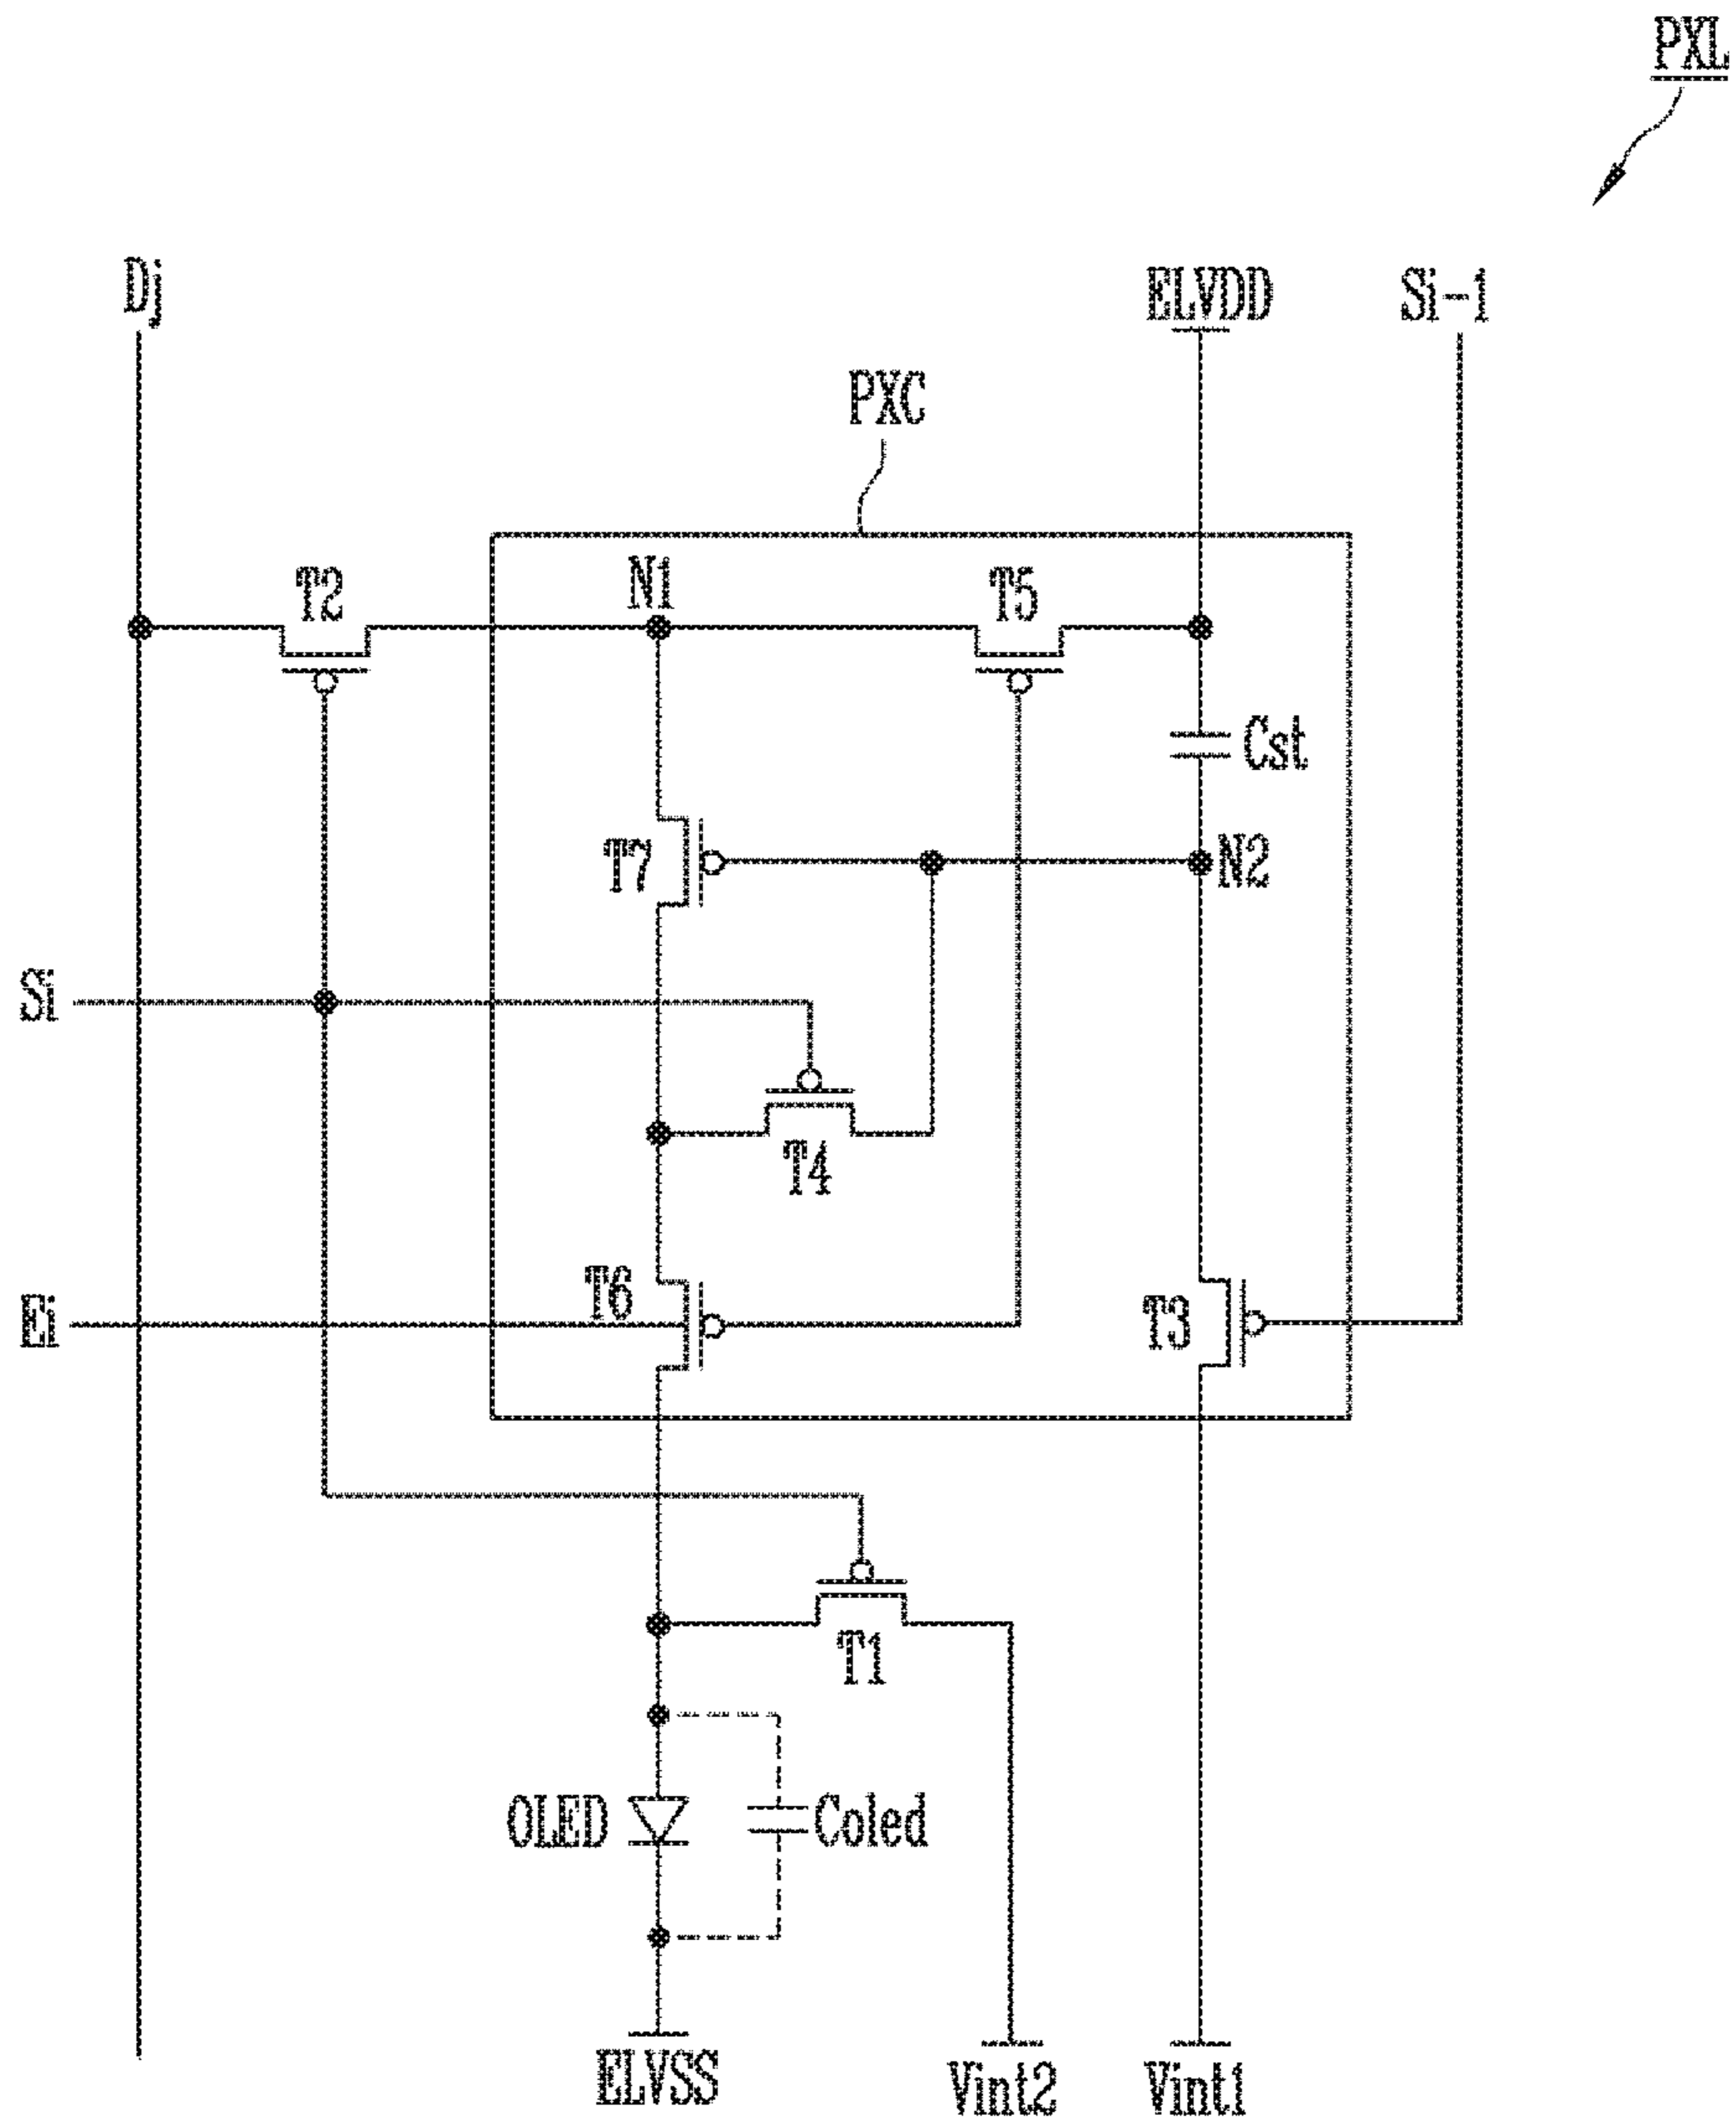 PXL
Dj
ELVDD
Si-1
PXC
T2
N1
T5
Cst
T7
N2
Si
T4
T6
Ei
T3
T1
OLED
Coled
ELVSS
Vint2
Vint1